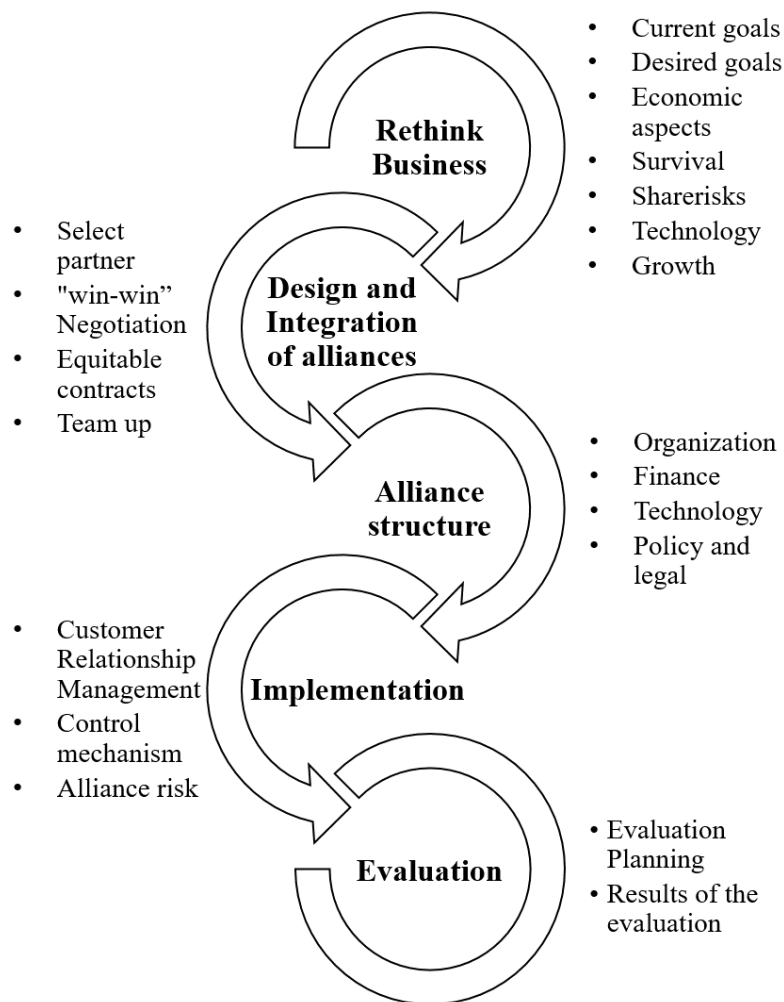 Rethink
Business
• Current goals
• Desired goals
• Economic
aspects
• Survival
• Sharerisks
• Technology
• Growth
• Select
partner
• "win-win”
Negotiation
• Equitable
contracts
• Team up
Design and
Integration
of alliances
Alliance
structure
• Organization
• Finance
• Technology
• Policy and
legal
• Customer
Relationship
Management
• Control
mechanism
• Alliance risk
Implementation
Evaluation
• Evaluation
Planning
• Results of the
evaluation